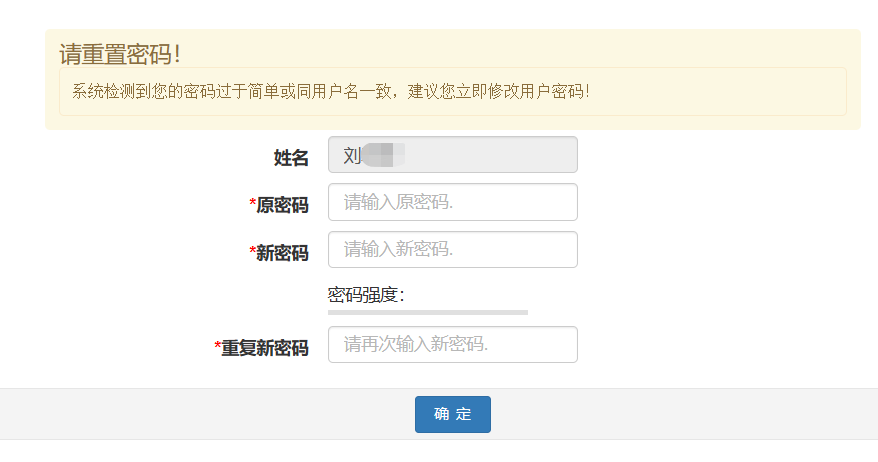 请重置密码！
系统检测到您的密码过于简单或同用户名一致，建议您立即修改用户密码！
姓名 刘
*原密码 请输入原密码.
*新密码 请输入新密码.
密码强度：
*重复新密码 请再次输入新密码.
确 定